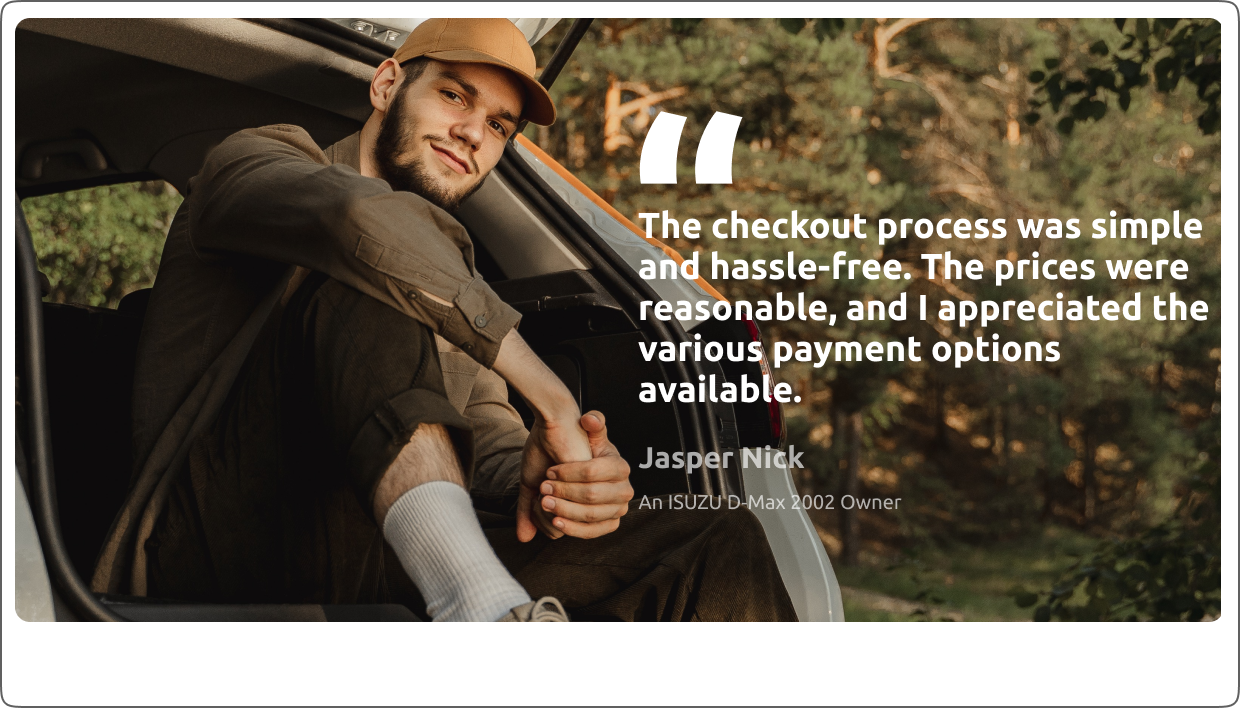 “
The checkout process was simple
and hassle-free. The prices were
reasonable, and I appreciated the
various payment options
available.
Jasper Nick
An ISUZU D-Max 2002 Owner